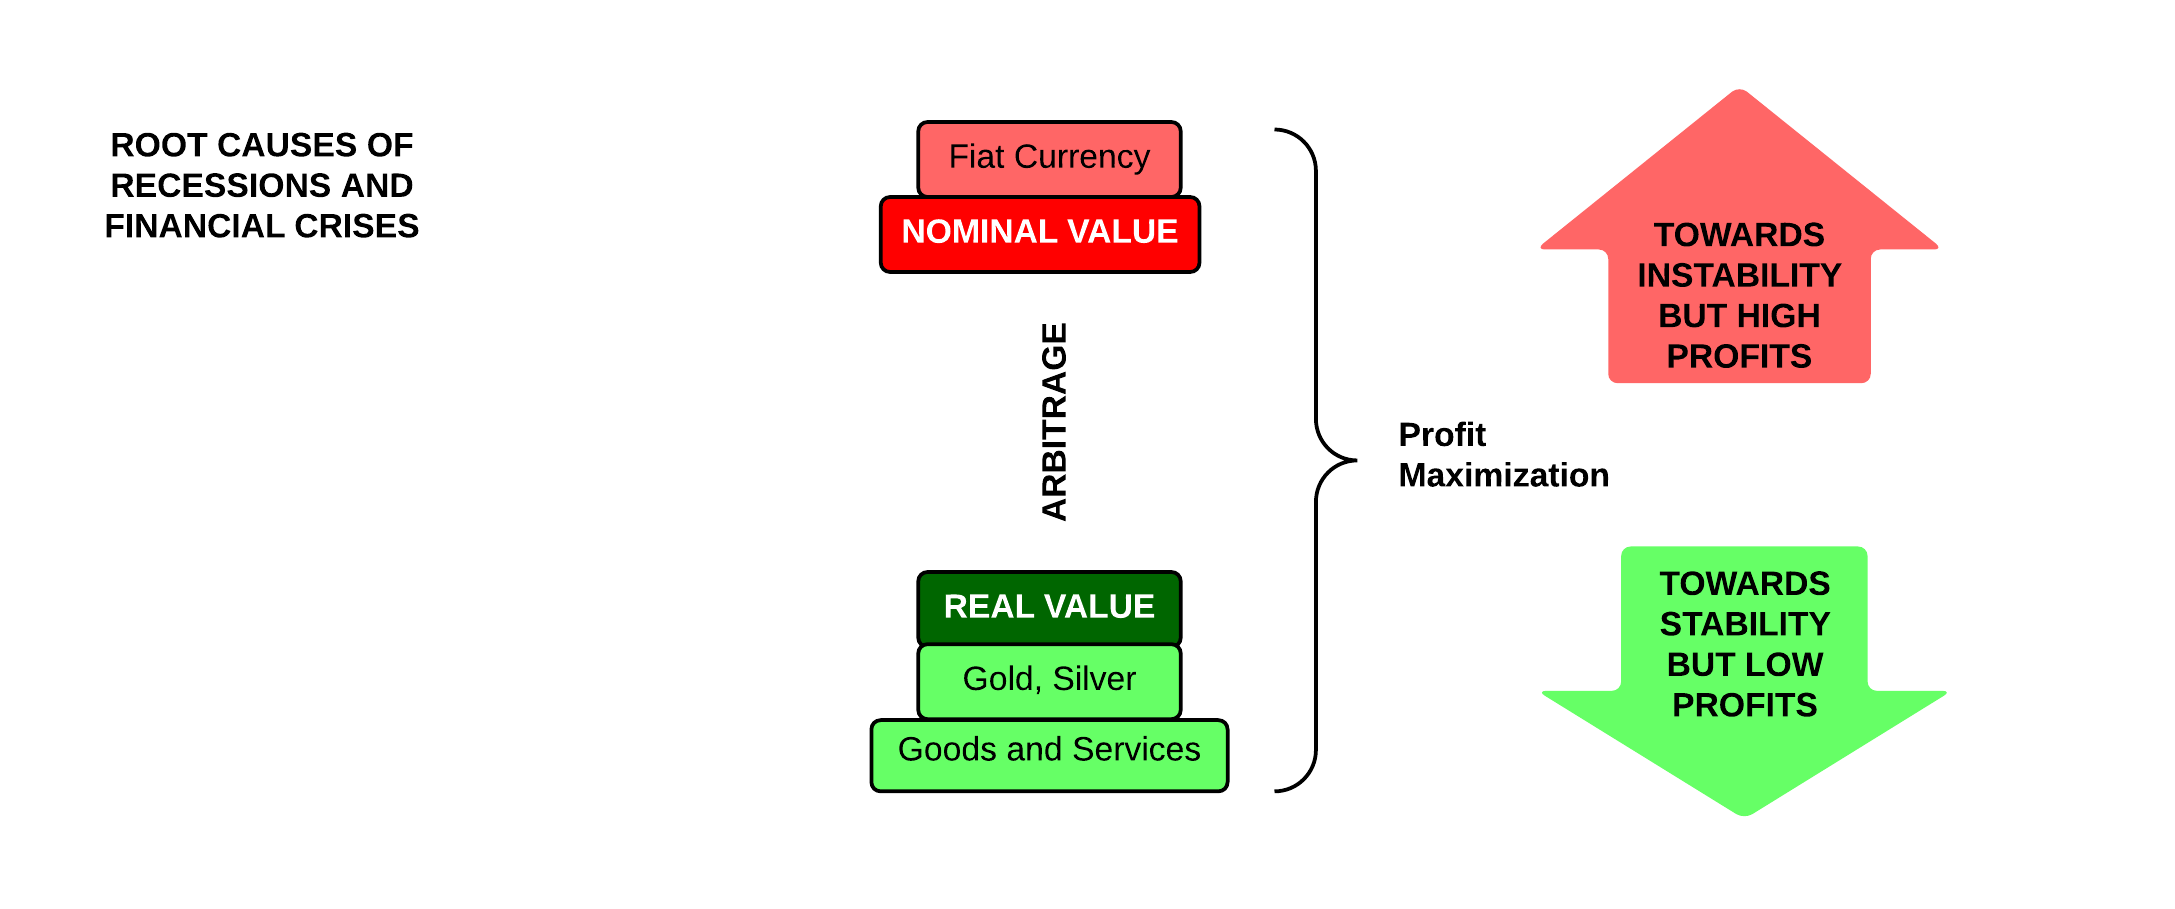 ROOT CAUSES OF
RECESSIONS AND
FINANCIAL CRISES
Fiat Currency
NOMINAL VALUE
ARBITRAGE
REAL VALUE
Gold, Silver
Goods and Services
Profit
Maximization
TOWARDS
INSTABILITY
BUT HIGH
PROFITS
TOWARDS
STABILITY
BUT LOW
PROFITS